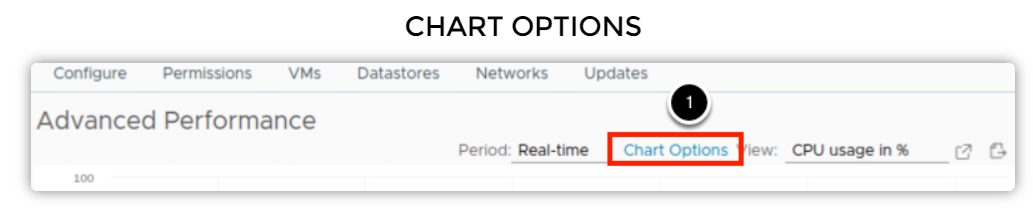 CHART OPTIONS
Configure Permissions VMs Datastores Networks Updates
1
Advanced Performance
Period: Real-time Chart Options View: CPU usage in %
100